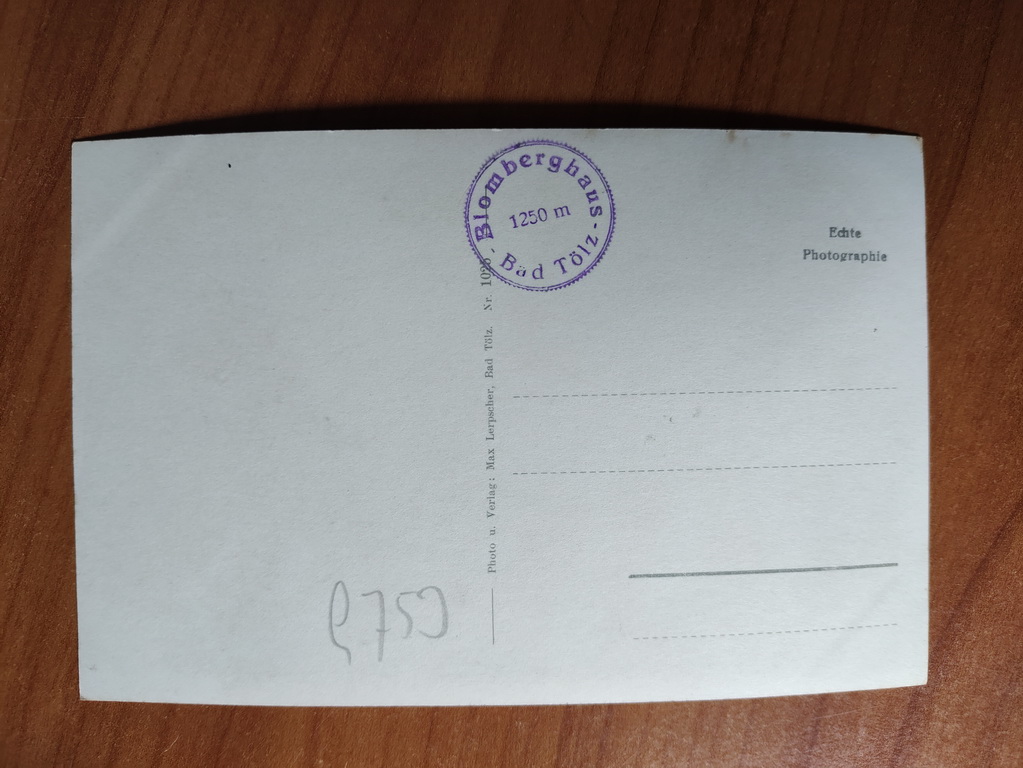 Blomberghaus
1250 m
- Bad Tölz -
Echte
Photographie
Photo u. Verlag: Max Lerpscher, Bad Tölz. Nr.